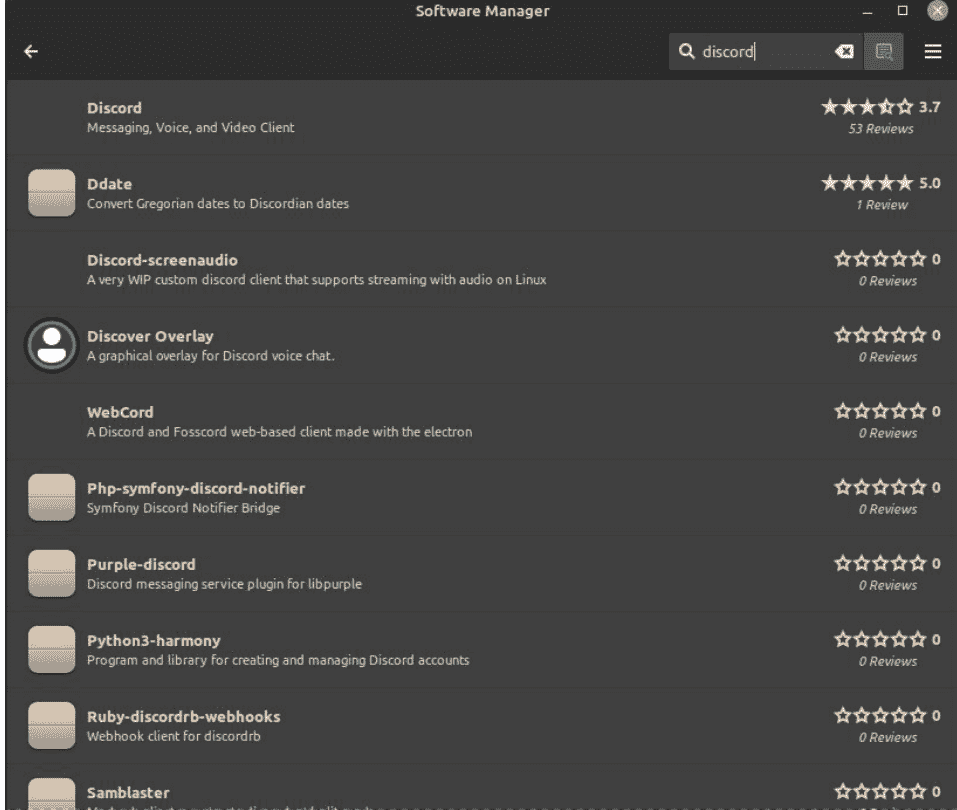 Software Manager
discord
Discord
3.7
Messaging, Voice, and Video Client
53 Reviews
Ddate
5.0
Convert Gregorian dates to Discordian dates
1 Review
Discord-screenaudio
0
A very WIP custom discord client that supports streaming with audio on Linux
0 Reviews
Discover Overlay
0
A graphical overlay for Discord voice chat.
0 Reviews
WebCord
0
A Discord and Fosscord web-based client made with the electron
0 Reviews
Php-symfony-discord-notifier
0
Symfony Discord Notifier Bridge
0 Reviews
Purple-discord
0
Discord messaging service plugin for libpurple
0 Reviews
Python3-harmony
0
Program and library for creating and managing Discord accounts
0 Reviews
Ruby-discordrb-webhooks
0
Webhook client for discordrb
0 Reviews
Samblaster
0